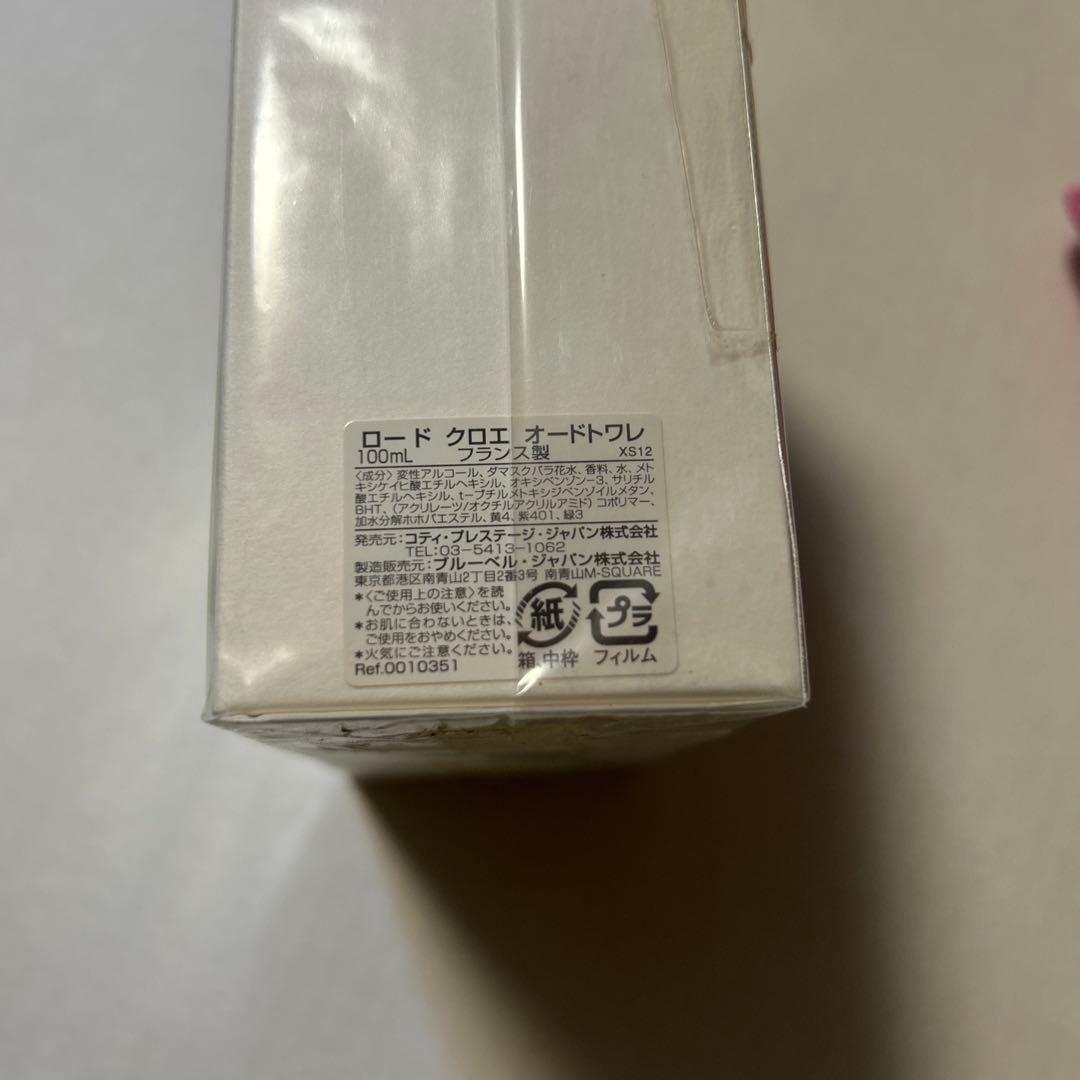 ロード クロエ オードトワレ
100mL フランス製 XS12
〈成分〉変性アルコール、ダマスクバラ花水、香料、水、メト
キシケイヒ酸エチルヘキシル、オキシベンゾン-3、サリチル
酸エチルヘキシル、t-ブチルメトキシジベンゾイルメタン、
BHT、(アクリレーツ/オクチルアクリルアミド)コポリマー、
加水分解ホホバエステル、黄4、紫401、緑3
発売元:コティ・プレステージ・ジャパン株式会社
TEL:03-5413-1062
製造販売元:ブルーベル・ジャパン株式会社
東京都港区南青山2丁目2番3号 南青山M-SQUARE
*〈ご使用上の注意〉を読
んでからお使いください。
*お肌に合わないときは、
ご使用をおやめください。
*火気にご注意ください。
Ref.0010351
紙 プラ
箱、中枠 フィルム